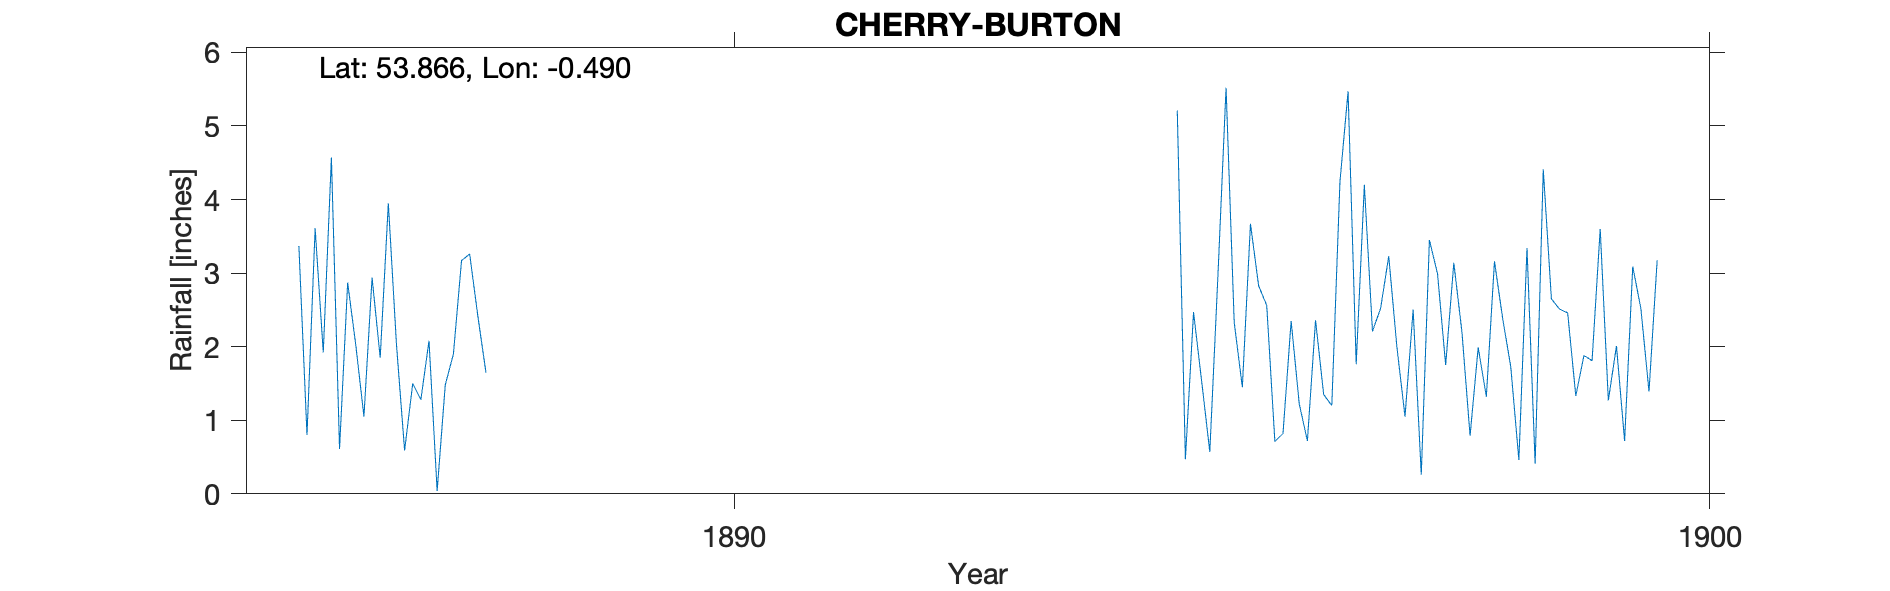 CHERRY-BURTON
Lat: 53.866, Lon: -0.490
6
5
4
3
2
1
0
Rainfall [inches]
1890
1900
Year